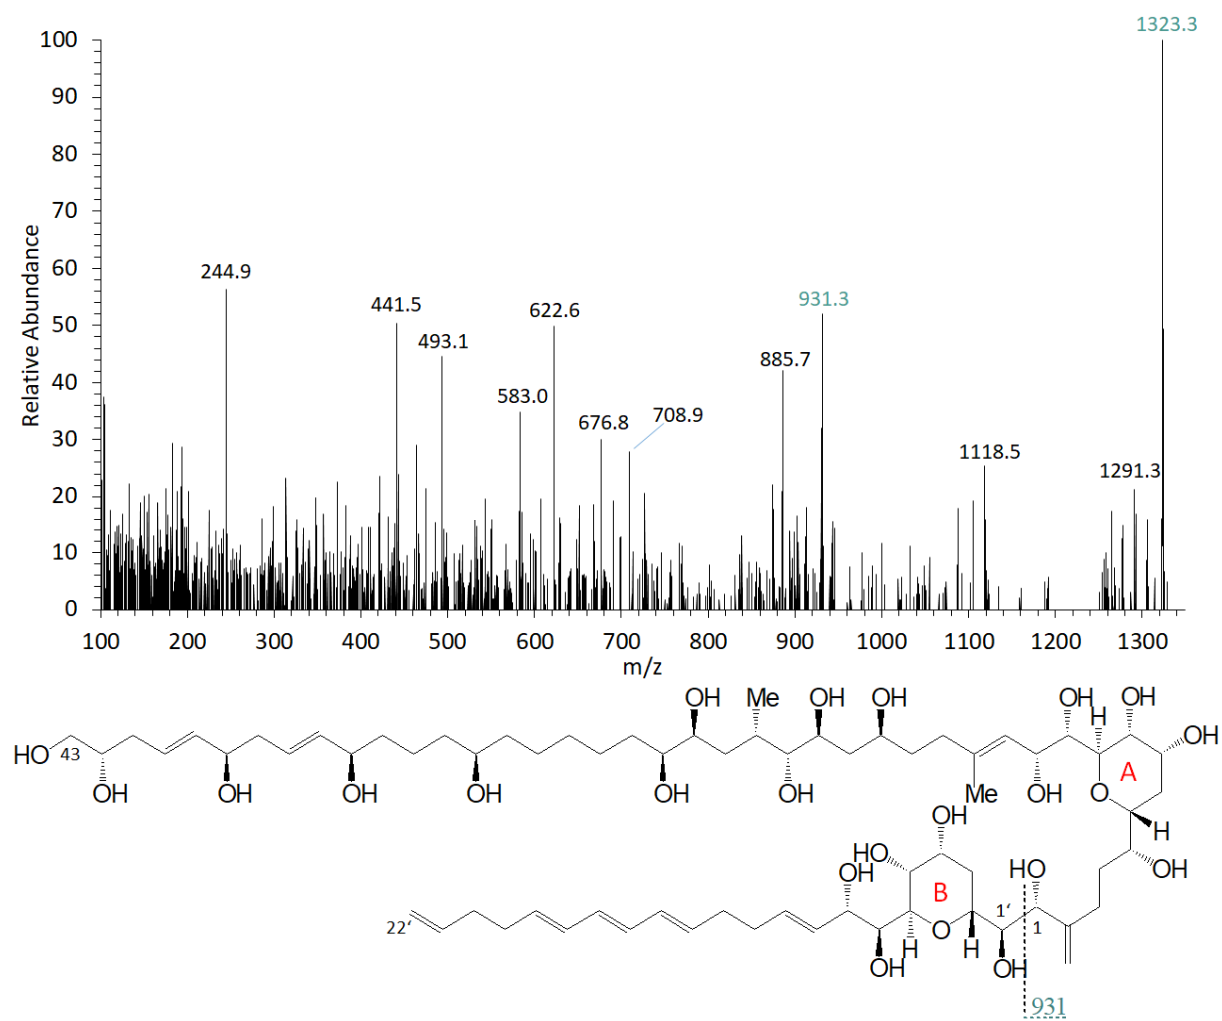 1323.3
100
90
80
70
60
50
40
30
20
10
0
Relative Abundance
244.9
441.5
493.1
583.0
622.6
676.8
708.9
885.7
931.3
1118.5
1291.3
100 200 300 400 500 600 700 800 900 1000 1100 1200 1300
m/z
OH Me OH OH OH H OH
HO 43 OH
A
OH OH OH OH OH OH Me OH O
H
OH
HO OH HO OH
B
22' O 1' 1
OH H H OH
931